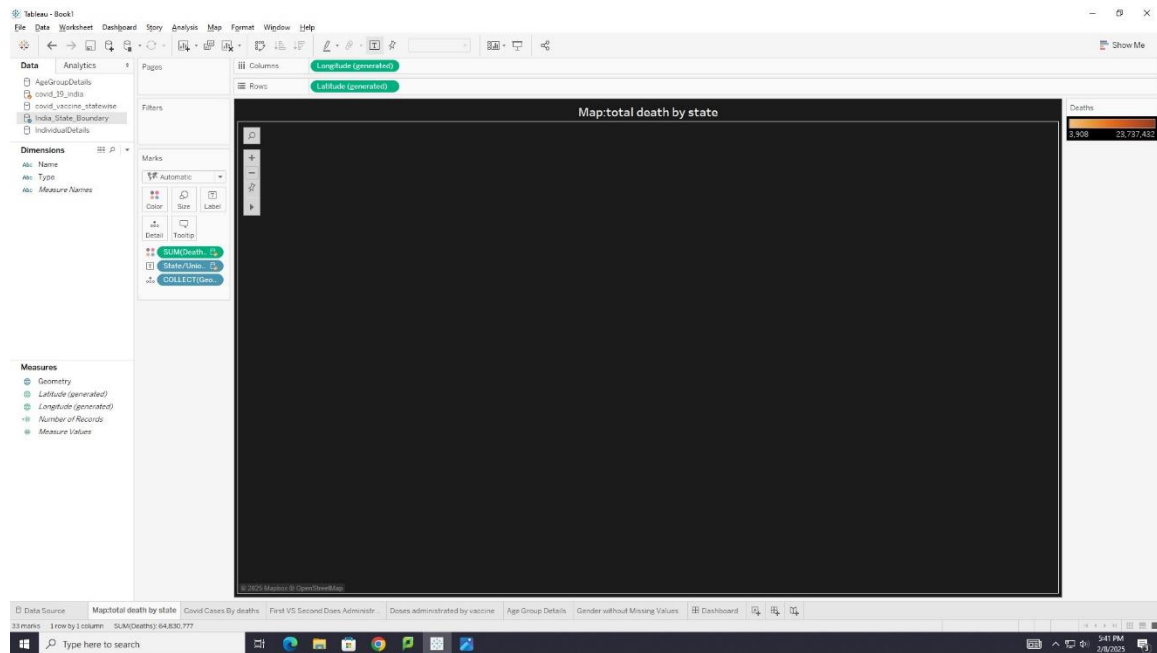 Tableau - Book1
File Data Worksheet Dashboard Story Analysis Map Format Window Help
Show Me
Data Analytics
Pages
Columns Longitude (generated)
Rows Latitude (generated)
AgeGroupDetails
covid_19_india
covid_vaccine_statewise
India_State_Boundary
IndividualDetails
Filters
Map:total death by state
Deaths
3,908 23,737,432
Dimensions
Abc Name
Abc Type
Abc Measure Names
Marks
Automatic
Color Size Label
Detail Tooltip
SUM(Death..
State/Unio..
COLLECT(Geo..
Measures
Geometry
Latitude (generated)
Longitude (generated)
Number of Records
Measure Values
© 2025 Mapbox © OpenStreetMap
Data Source Map:total death by state Covid Cases By deaths First VS Second Does Administr... Doses administrated by vaccine Age Group Details Gender without Missing Values Dashboard
33 marks 1 row by 1 column SUM(Deaths): 64,830,777
Type here to search
5:41 PM
2/8/2025